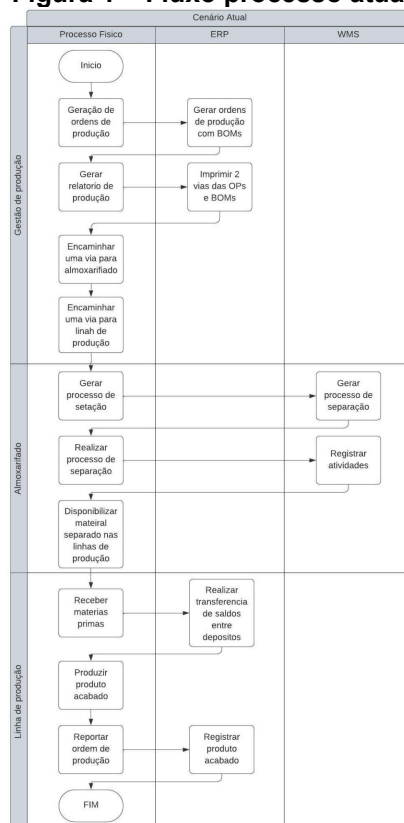 Figura – Fluxo processo
Cenário Atual
Processo Fisico
ERP
WMS
Gestão de produção
Inicio
Geração de
ordens de
produção
Gerar ordens
de produção
com BOMs
Gerar
relatorio de
produção
Imprimir 2
vias das OPs
e BOMs
Encaminhar
uma via para
almoxarifiado
Encaminhar
uma via para
linah de
produção
Almoxarifado
Gerar
processo de
setação
Gerar
processo de
separação
Realizar
processo de
separação
Registrar
atividades
Disponibilizar
mateiral
separado nas
linhas de
produção
Linha de produção
Receber
materias
primas
Realizar
transferencia
de saldos
entre
depositos
Produzir
produto
acabado
Reportar
ordem de
produção
Registrar
produto
acabado
FIM